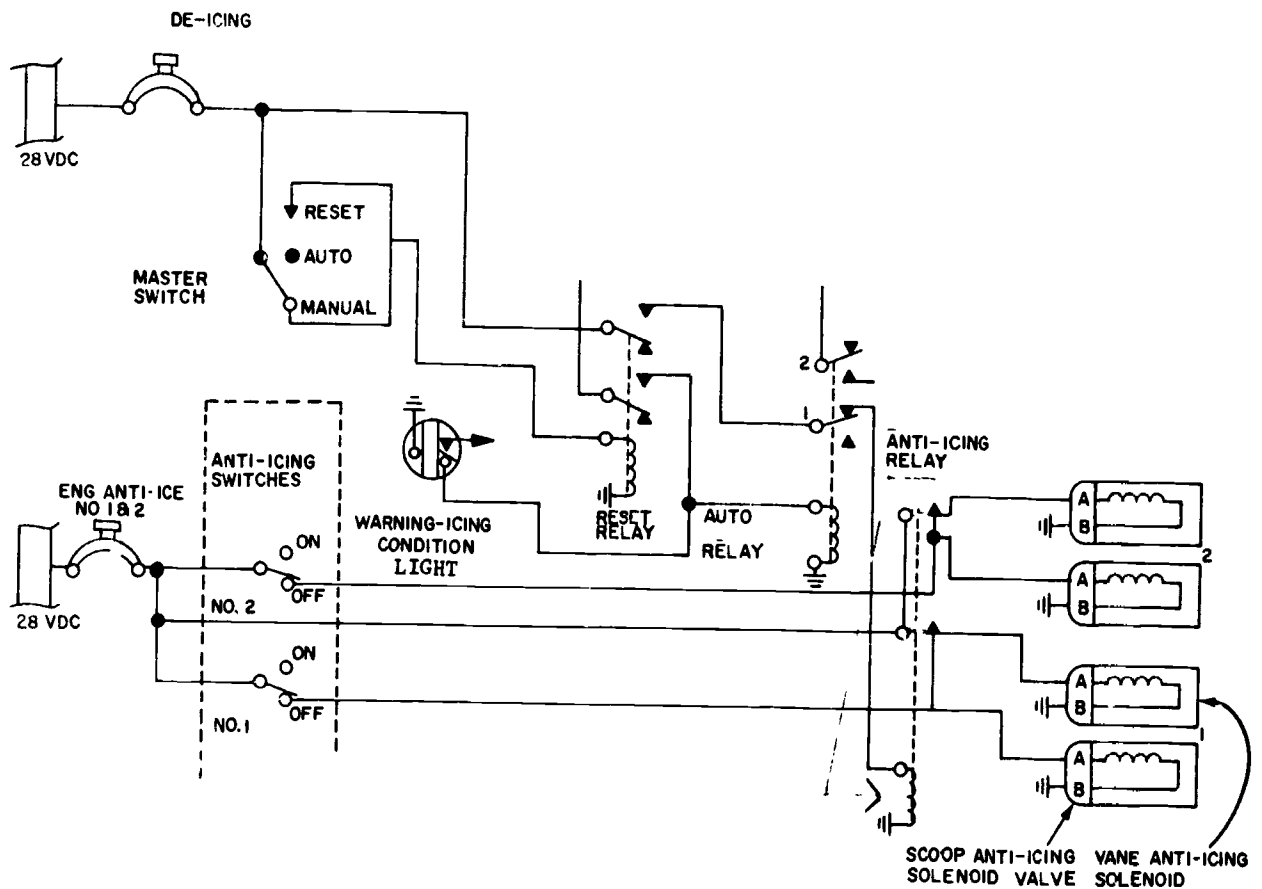 DE-ICING
28 VDC
RESET
AUTO
MASTER
SWITCH
MANUAL
2
1
ANTI-ICING
RELAY
ANTI-ICING
SWITCHES
ENG ANTI-ICE
NO 1 & 2
WARNING-ICING
CONDITION
LIGHT
RESET
RELAY
AUTO
RELAY
A
B
2
A
B
ON
OFF
NO. 2
28 VDC
ON
OFF
NO. 1
A
B
1
A
B
SCOOP ANTI-ICING
SOLENOID VALVE
VANE ANTI-ICING
SOLENOID